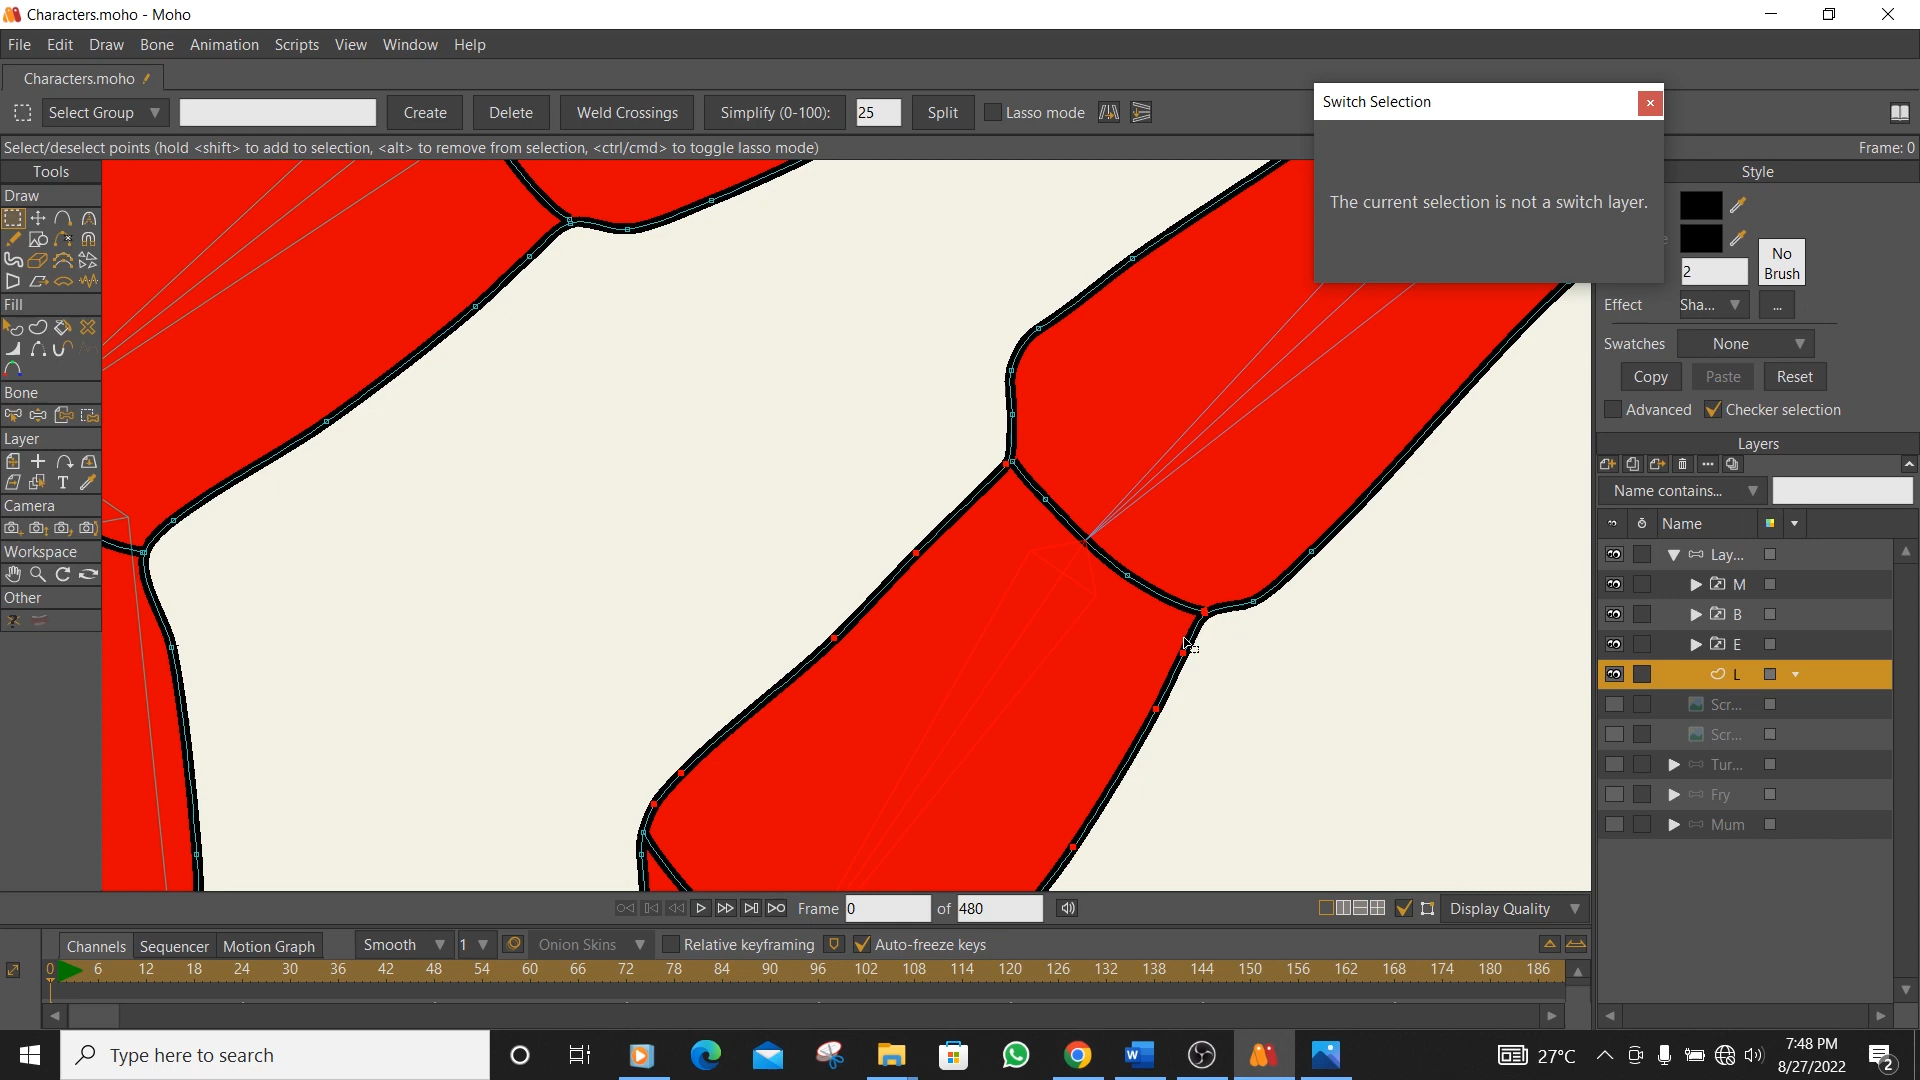 Characters.moho - Moho
File Edit Draw Bone Animation Scripts View Window Help
Characters.moho
Select Group Create Delete Weld Crossings Simplify (0-100): 25 Split Lasso mode
Switch Selection
The current selection is not a switch layer.
Select/deselect points (hold <shift> to add to selection, <alt> to remove from selection, <ctrl/cmd> to toggle lasso mode) Frame: 0
Tools
Draw
Fill
Bone
Layer
Camera
Workspace
Other
Style
2
No
Brush
Effect Sha... ...
Swatches None
Copy Paste Reset
Advanced Checker selection
Layers
Name contains...
Name
Lay...
M
B
E
L
Scr...
Scr...
Tur...
Fry
Mum
Frame 0 of 480 Display Quality
Channels Sequencer Motion Graph Smooth 1 Onion Skins Relative keyframing Auto-freeze keys
0 6 12 18 24 30 36 42 48 54 60 66 72 78 84 90 96 102 108 114 120 126 132 138 144 150 156 162 168 174 180 186
Type here to search
27°C
7:48 PM
8/27/2022
2